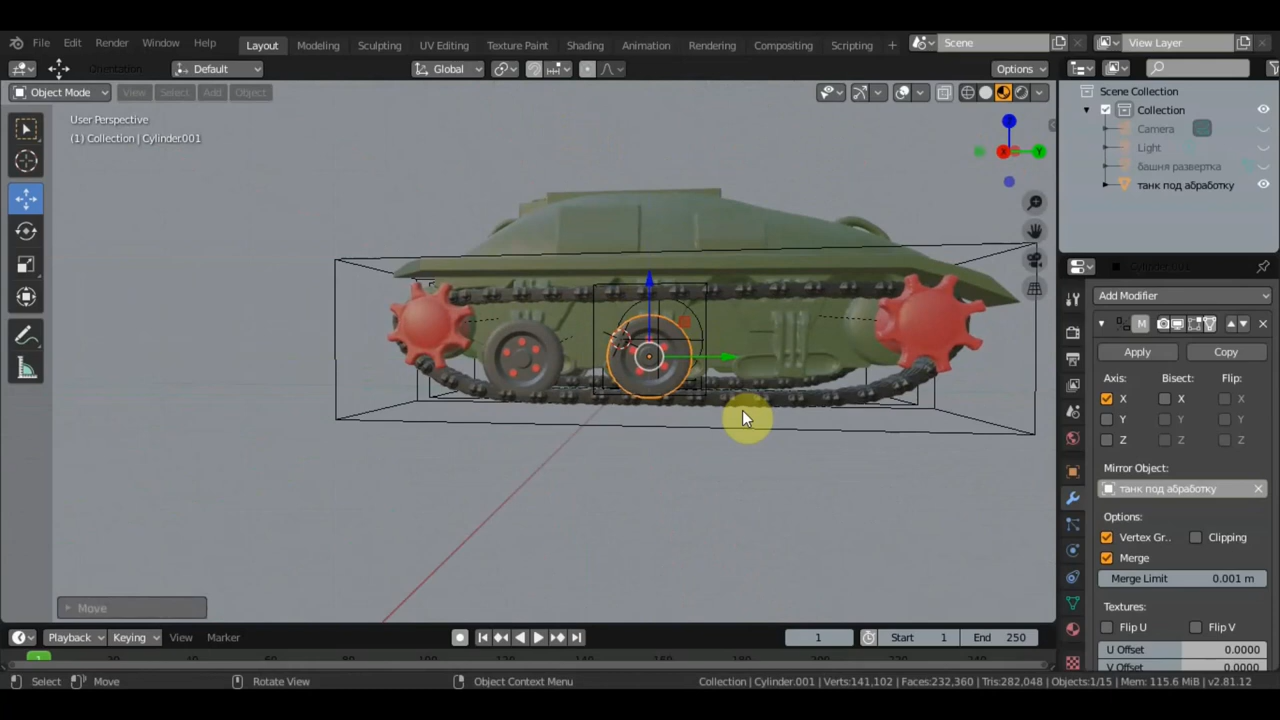 File Edit Render Window Help
Layout Modeling Sculpting UV Editing Texture Paint Shading Animation Rendering Compositing Scripting +
Scene View Layer
Orientation Default Global Options
Object Mode View Select Add Object
User Perspective
(1) Collection | Cylinder.001
Z
X
Y
Scene Collection
Collection
Camera
Light
башня развертка
танк под абработку
Add Modifier
M
Apply Copy
Axis: Bisect: Flip:
X X X
Y Y Y
Z Z Z
Mirror Object:
танк под абработку
Options:
Vertex Gr.. Clipping
Merge
Merge Limit 0.001 m
Textures:
Flip U Flip V
U Offset 0.0000
V Offset 0.0000
Move
Playback Keying View Marker
1 Start 1 End 250
Select Move Rotate View Object Context Menu
Collection | Cylinder.001 | Verts:141,102 | Faces:232,360 | Tris:282,048 | Objects:1/15 | Mem: 115.6 MiB | v2.81.12